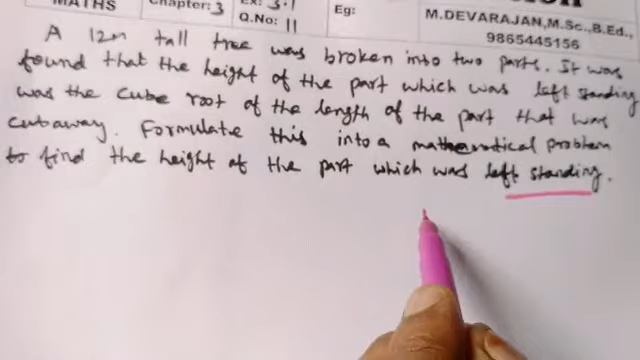 MATHS
Chapter: 3
Ex: 3.1
Q.No: 11
Eg:
M.DEVARAJAN,M.Sc.,B.Ed.,
9865445156
A 12m tall tree was broken into two parts. It was
found that the height of the part which was left standing
was the cube root of the length of the part that was
cut away. Formulate this into a mathematical problem
to find the height of the part which was left standing.